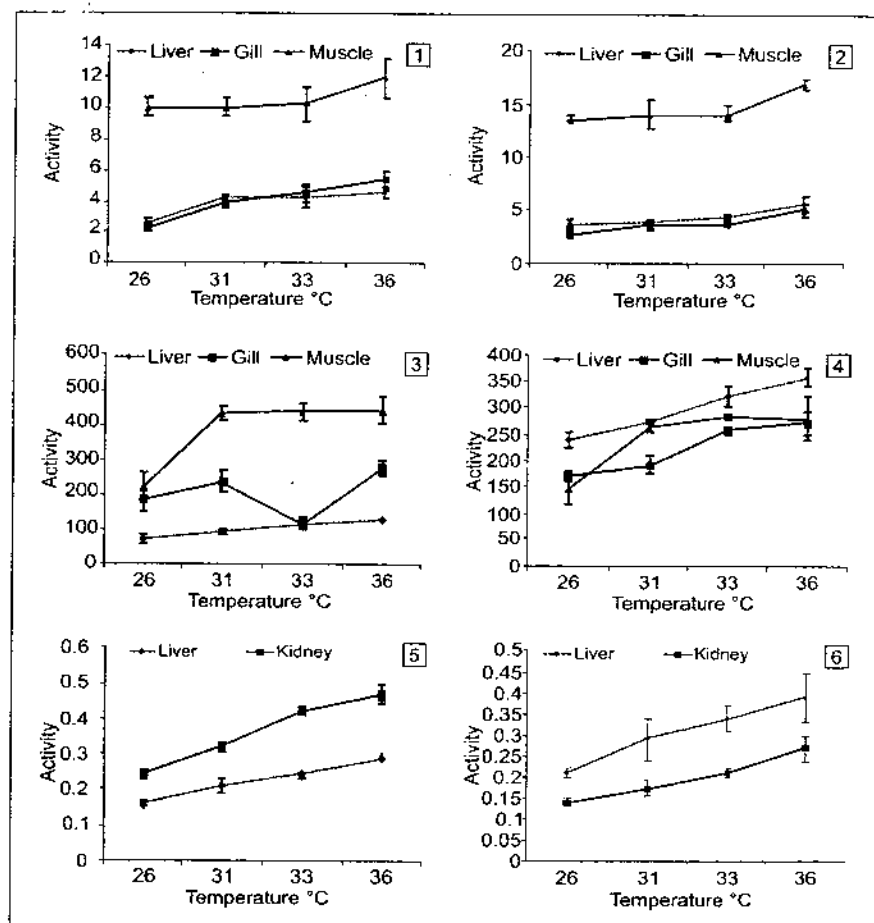 Liver Gill Muscle 1
14
12
10
8
6
4
2
0
Activity
26 31 33 36
Temperature °C
Liver Gill Muscle 2
20
15
10
5
0
Activity
26 31 33 36
Temperature °C
Liver Gill Muscle 3
600
500
400
300
200
100
0
Activity
26 31 33 36
Temperature °C
Liver Gill Muscle 4
400
350
300
250
200
150
100
50
0
Activity
26 31 33 36
Temperature °C
Liver Kidney 5
0.6
0.5
0.4
0.3
0.2
0.1
0
Activity
26 31 33 36
Temperature °C
Liver Kidney 6
0.5
0.45
0.4
0.35
0.3
0.25
0.2
0.15
0.1
0.05
0
Activity
26 31 33 36
Temperature °C